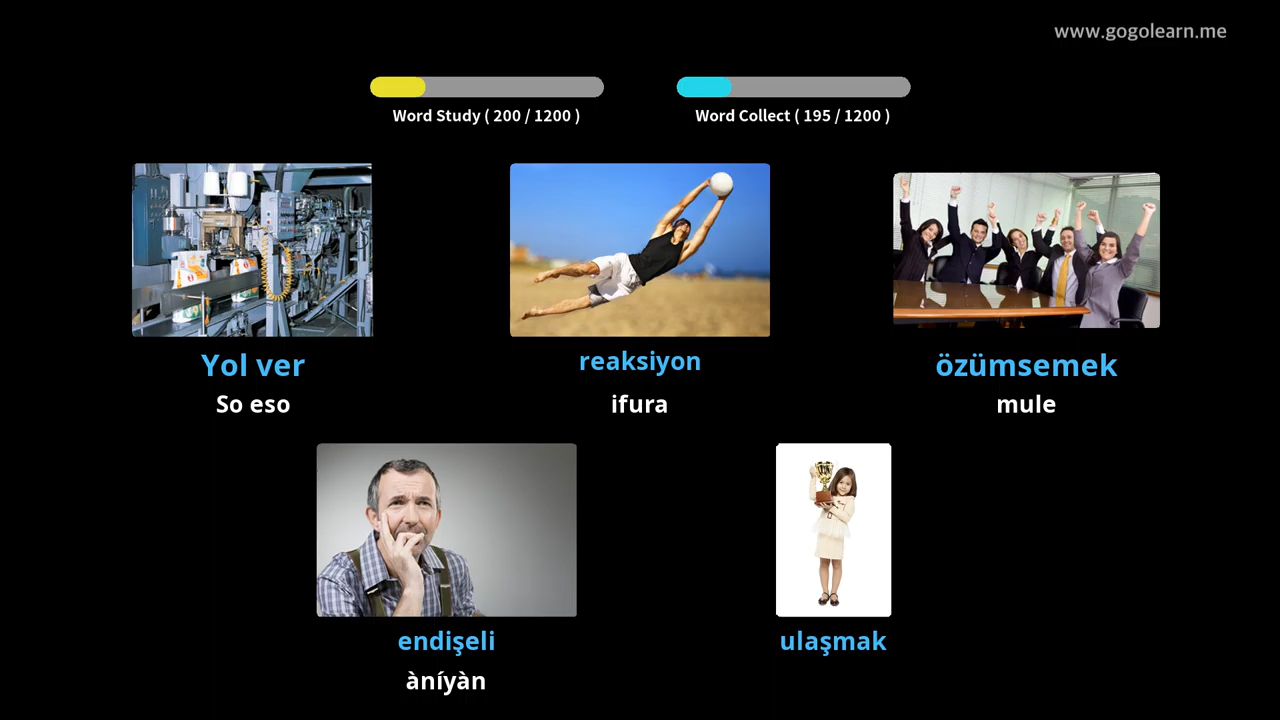 www.gogolearn.me
Word Study ( 200 / 1200 )
Word Collect ( 195 / 1200 )
Yol ver
So eso
reaksiyon
ifura
özümsemek
mule
endişeli
àníyàn
ulaşmak